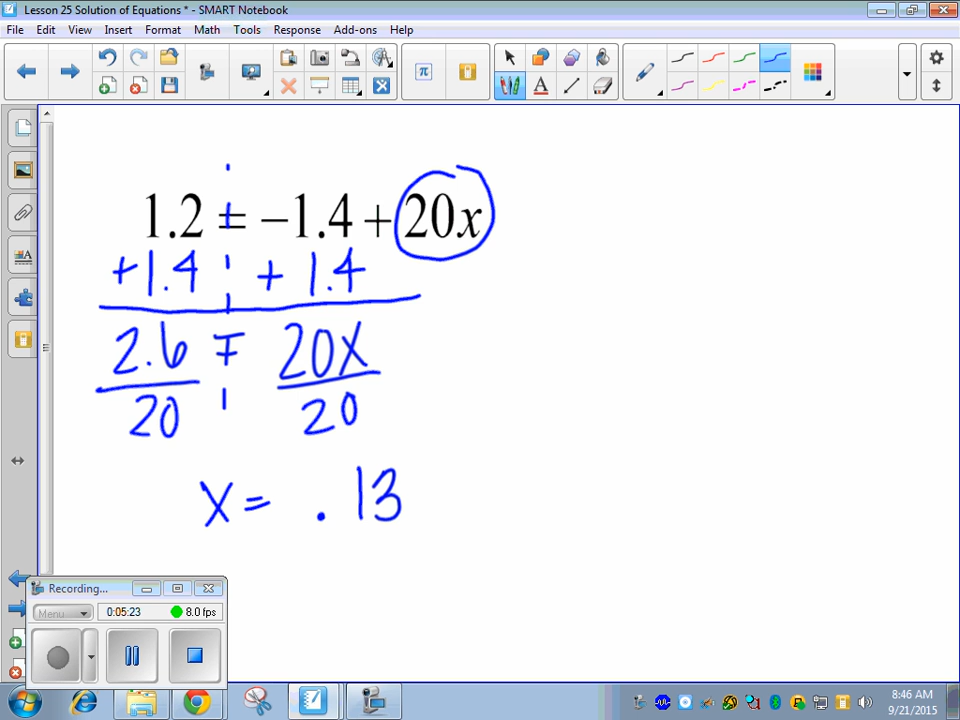 Lesson 25 Solution of Equations * - SMART Notebook
File Edit View Insert Format Math Tools Response Add-ons Help
π
A
1.2 = −1.4 + 20x
+1.4 + 1.4
2.6 = 20x
20 20
x = .13
Recording...
Menu 0:05:23 8.0 fps
8:46 AM
9/21/2015